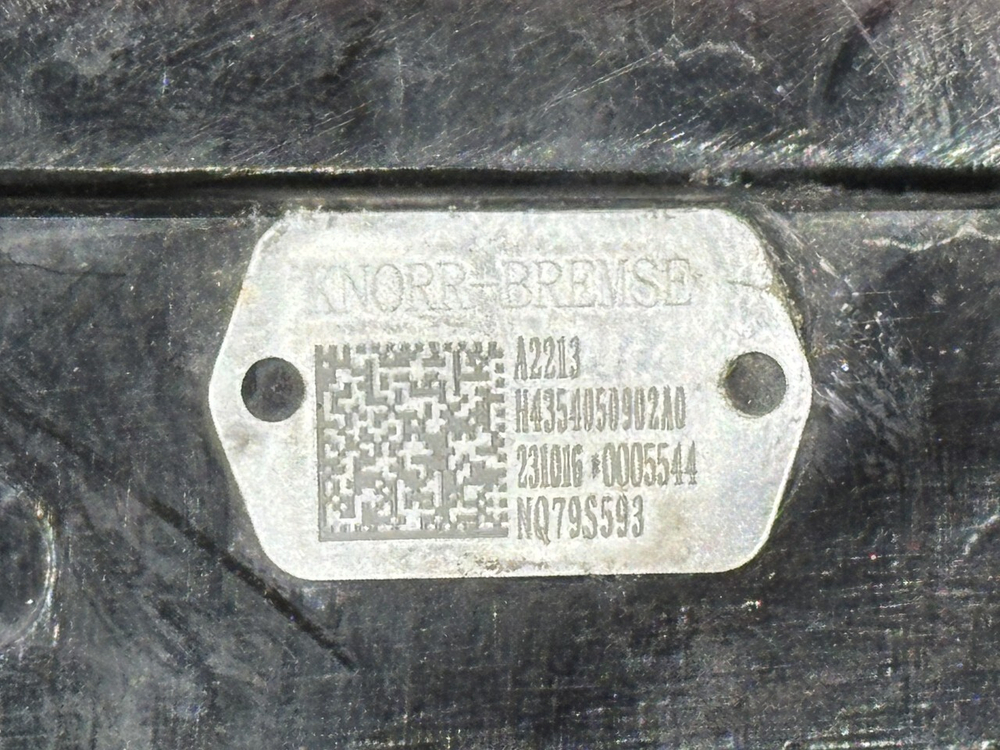 KNORR-BREMSE
A2213
H4354050902A0
231016 *0005544
NQ79S593